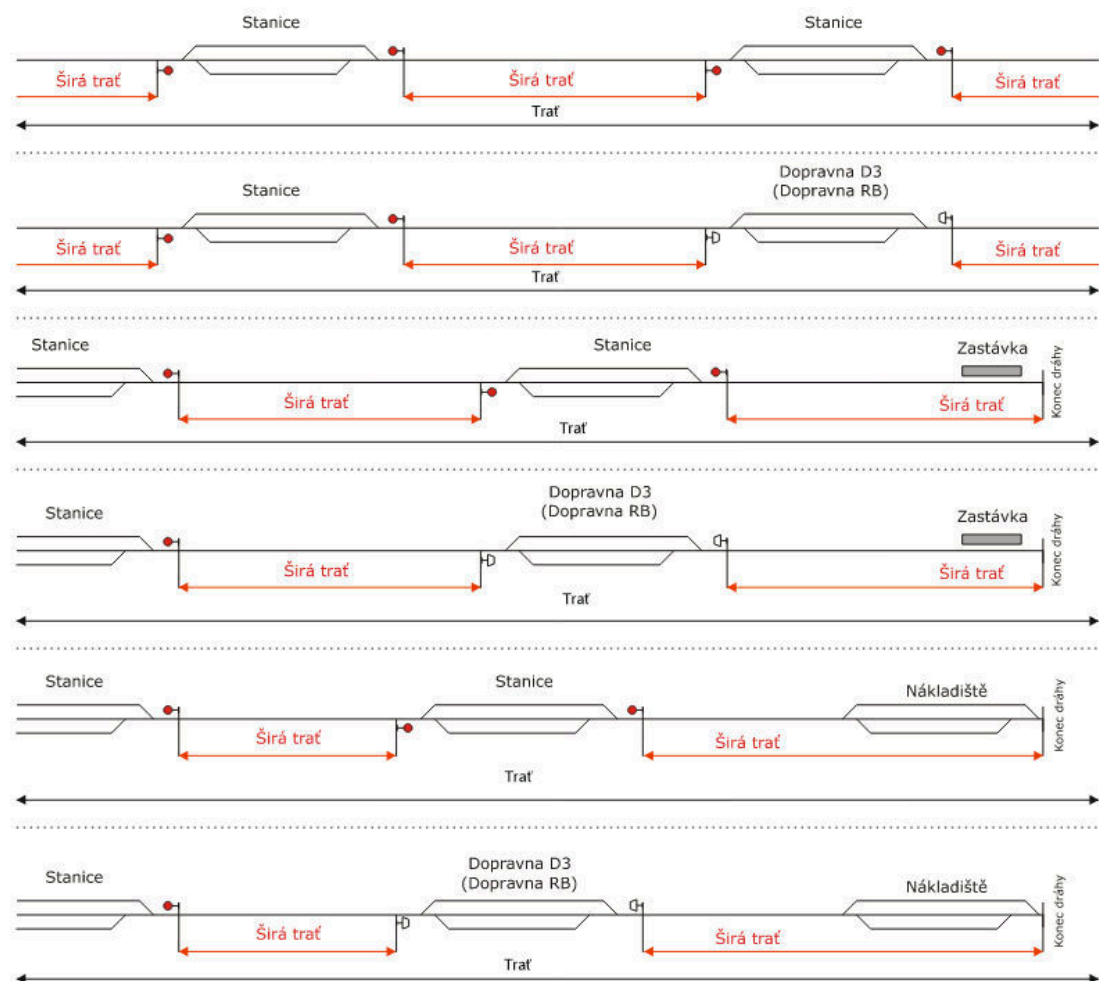 Stanice Stanice
Širá trať Širá trať Širá trať
Trať
Dopravna D3
(Dopravna RB)
Stanice
Širá trať Širá trať Širá trať
Trať
Stanice Stanice Zastávka
Konec dráhy
Širá trať Širá trať
Trať
Dopravna D3
(Dopravna RB)
Stanice Zastávka
Konec dráhy
Širá trať Širá trať
Trať
Stanice Stanice Nákladiště
Konec dráhy
Širá trať Širá trať
Trať
Dopravna D3
(Dopravna RB)
Stanice Nákladiště
Konec dráhy
Širá trať Širá trať
Trať